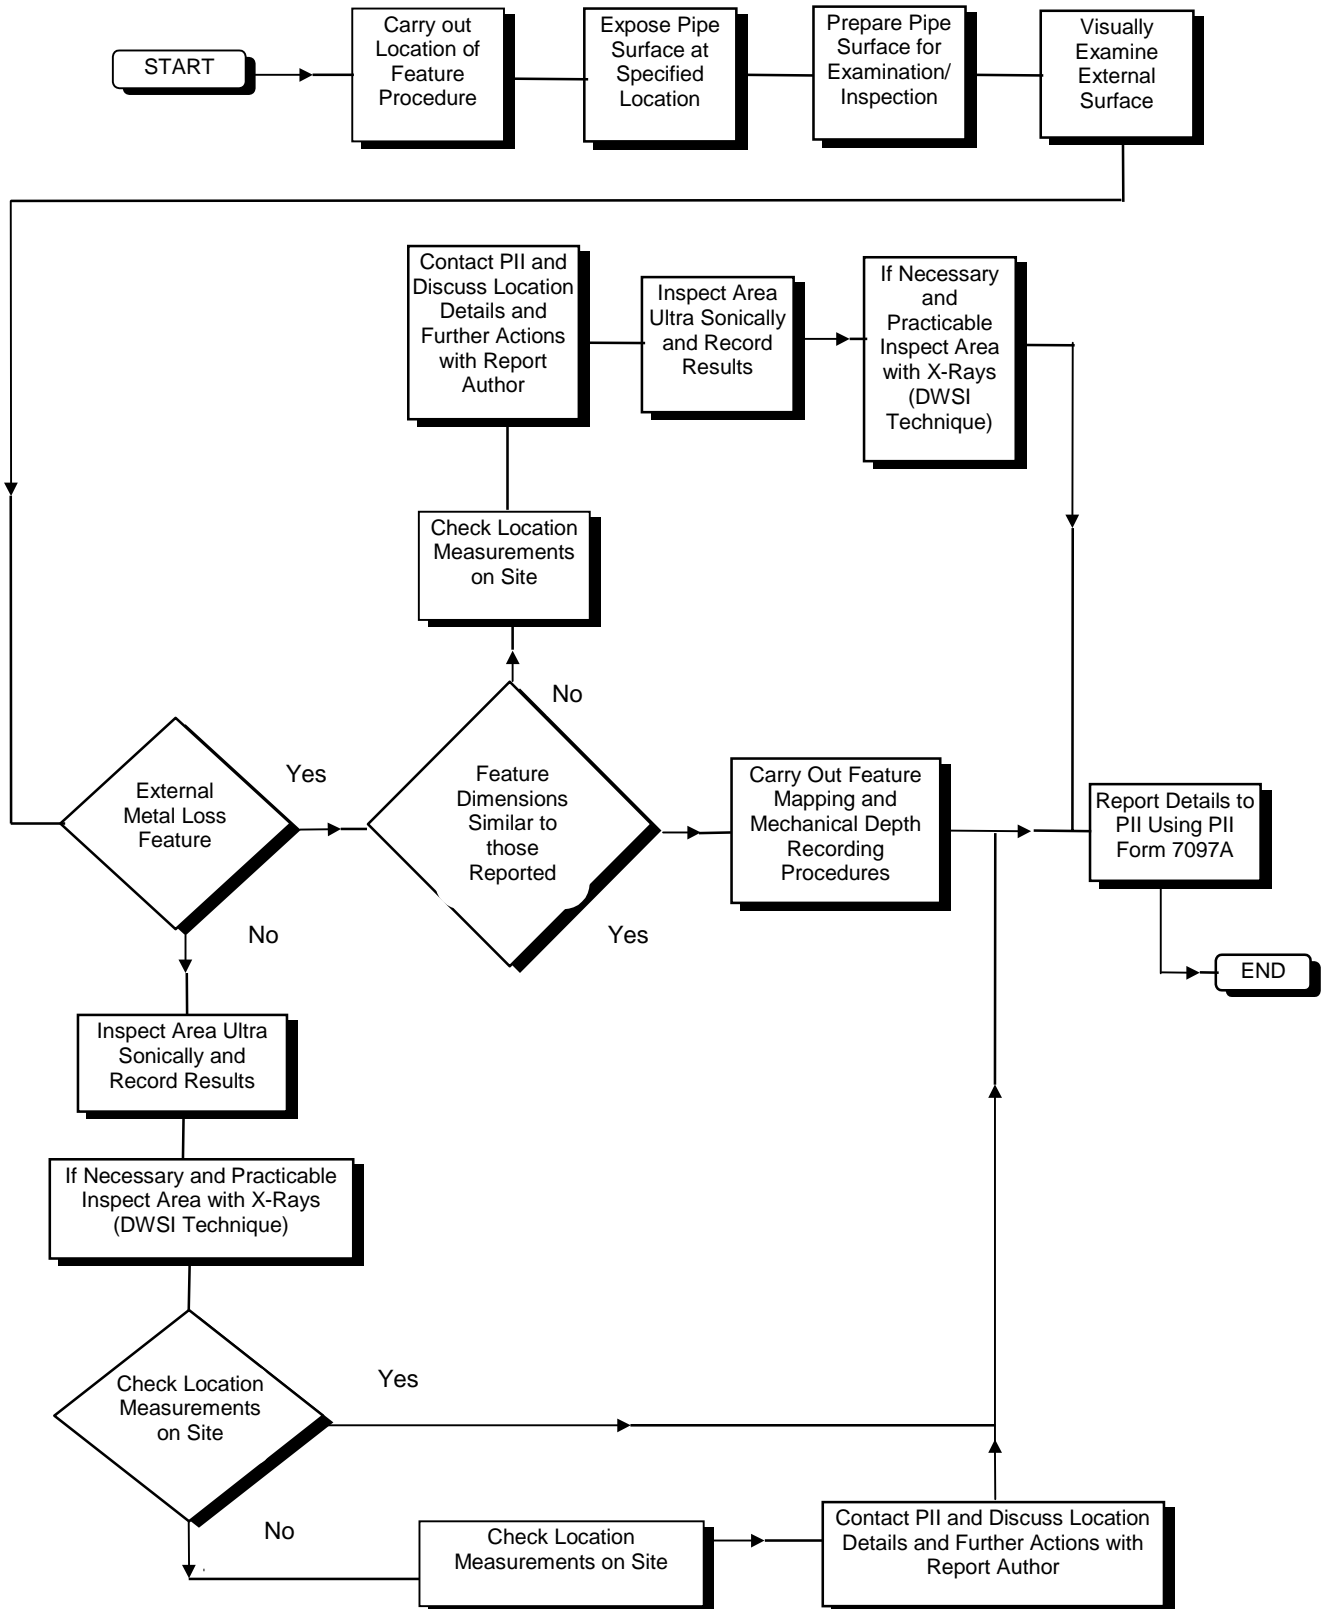 START
Carry out
Location of
Feature
Procedure
Expose Pipe
Surface at
Specified
Location
Prepare Pipe
Surface for
Examination/
Inspection
Visually
Examine
External
Surface
Contact PII and
Discuss Location
Details and
Further Actions
with Report
Author
Inspect Area
Ultra Sonically
and Record
Results
If Necessary
and
Practicable
Inspect Area
with X-Rays
(DWSI
Technique)
Check Location
Measurements
on Site
No
External
Metal Loss
Feature
Yes
Feature
Dimensions
Similar to
those
Reported
Yes
Carry Out Feature
Mapping and
Mechanical Depth
Recording
Procedures
Report Details to
PII Using PII
Form 7097A
END
No
Inspect Area Ultra
Sonically and
Record Results
If Necessary and Practicable
Inspect Area with X-Rays
(DWSI Technique)
Check Location
Measurements
on Site
Yes
No
Check Location
Measurements on Site
Contact PII and Discuss Location
Details and Further Actions with
Report Author